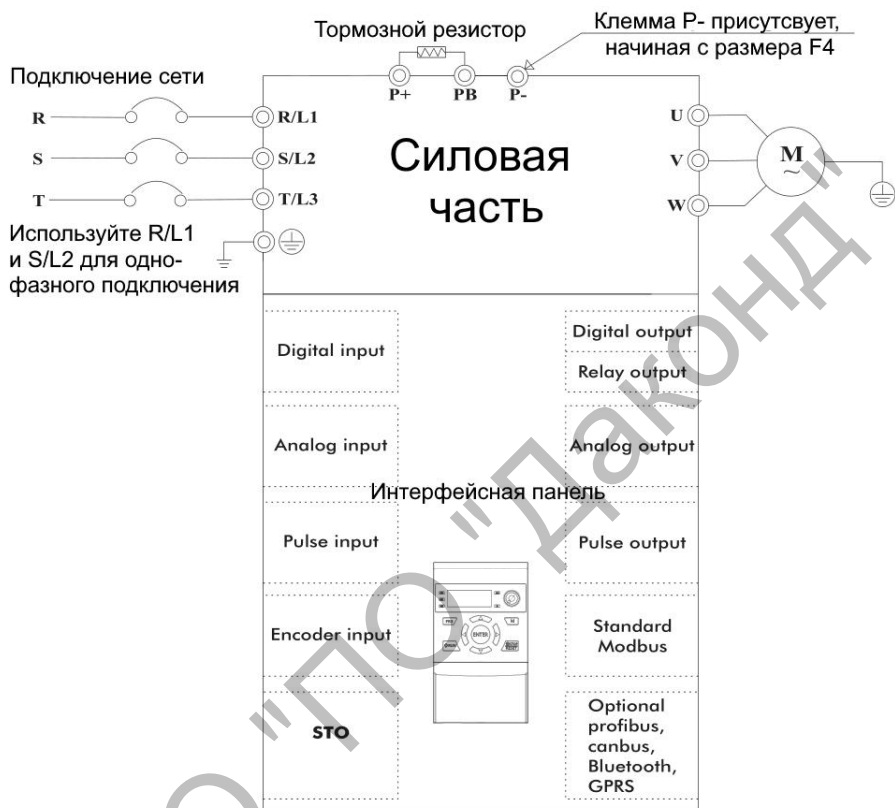 Тормозной резистор
Клемма P- присутсвует,
начиная с размера F4
Подключение сети
P+
PB
P-
R
R/L1
U
S
S/L2
V
M
~
T
T/L3
W
Силовая
часть
Используйте R/L1
и S/L2 для одно-
фазного подключения
Digital input
Digital output
Relay output
Analog input
Analog output
Интерфейсная панель
Pulse input
Pulse output
ENTER
Encoder input
Standard
Modbus
STO
Optional
profibus,
canbus,
Bluetooth,
GPRS
О "ПО "Даконд"